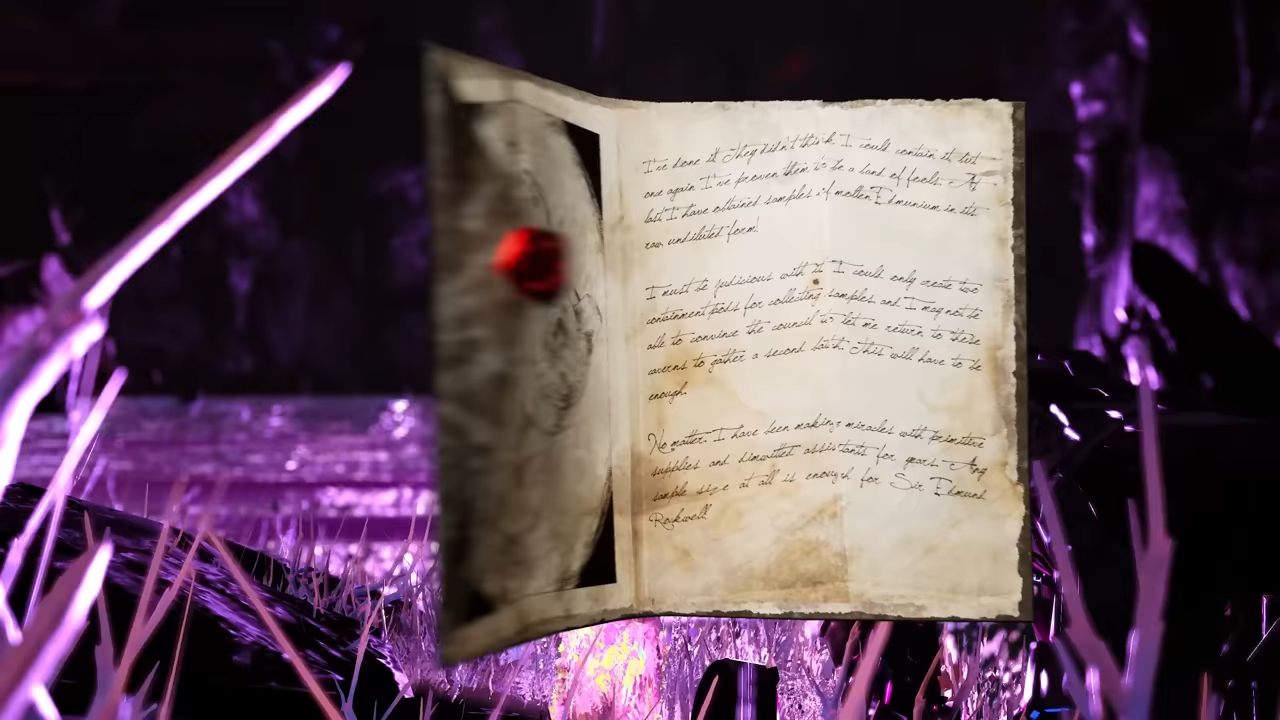 I've done it. They didn't think I could contain it, but
once again I've proven them to be a band of fools. At
last, I have obtained samples of molten Edmunium in its
raw, undiluted form!
I must be judicious with it. I could only create two
containment pods for collecting samples and I may not be
able to convince the council to let me return to these
caverns to gather a second batch. This will have to be
enough.
No matter. I have been making miracles with primitive
supplies and dimwitted assistants for years. Any
sample size at all is enough for Sir Edmund
Rockwell!